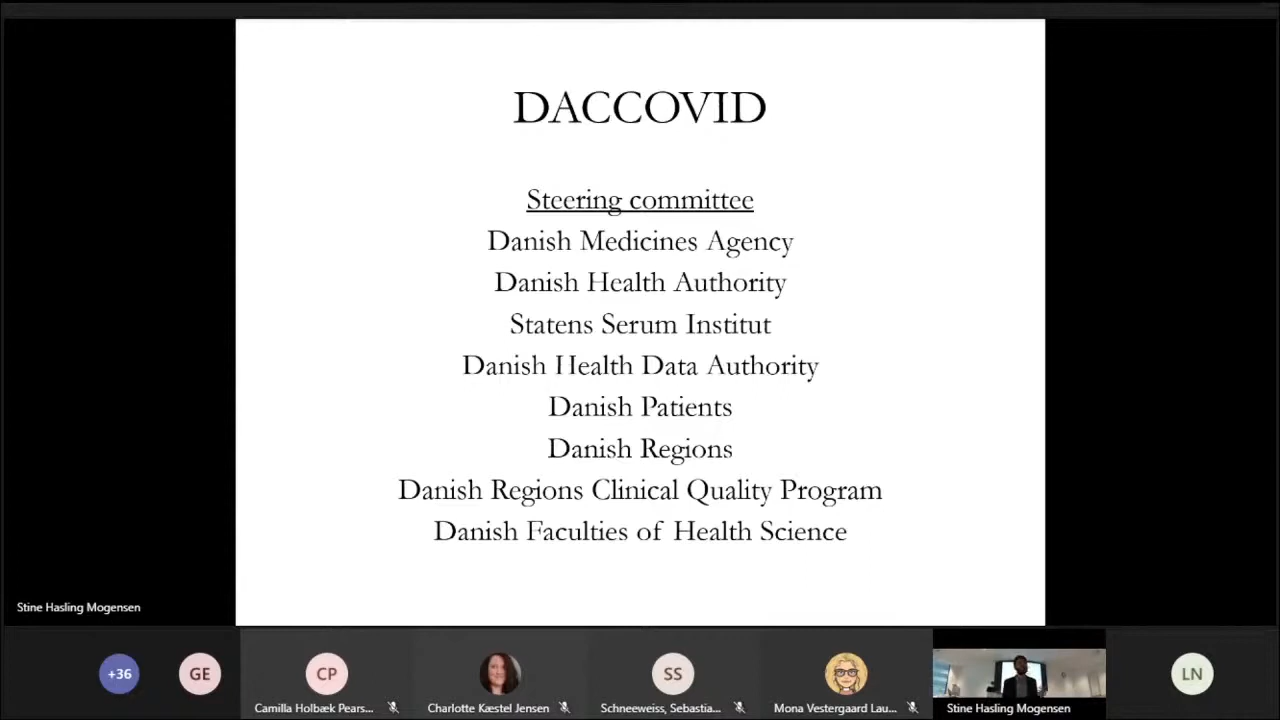 DACCOVID
Steering committee
Danish Medicines Agency
Danish Health Authority
Statens Serum Institut
Danish Health Data Authority
Danish Patients
Danish Regions
Danish Regions Clinical Quality Program
Danish Faculties of Health Science
Stine Hasling Mogensen
+36
GE
CP
Camilla Holbæk Pears...
Charlotte Kæstel Jensen
SS
Schneeweiss, Sebastia...
Mona Vestergaard Lau...
Stine Hasling Mogensen
LN